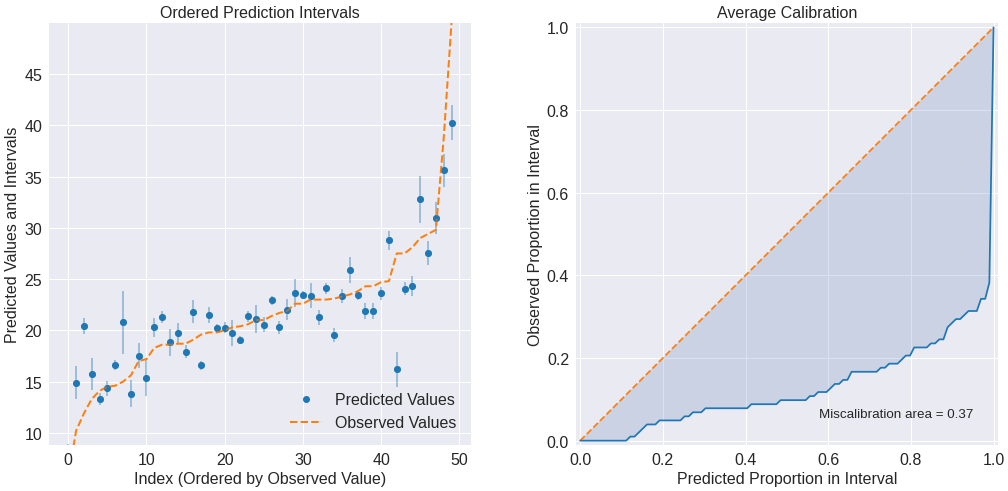 Ordered Prediction Intervals
Predicted Values and Intervals
45
40
35
30
25
20
15
10
Predicted Values
Observed Values
0
10
20
30
40
50
Index (Ordered by Observed Value)
Average Calibration
Observed Proportion in Interval
1.0
0.8
0.6
0.4
0.2
0.0
Miscalibration area = 0.37
0.0
0.2
0.4
0.6
0.8
1.0
Predicted Proportion in Interval